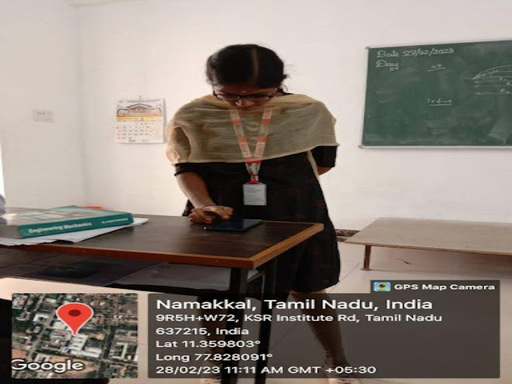 Date 27/02/2023
Day
Engineering Mechanics
GPS Map Camera
Namakkal, Tamil Nadu, India
9R5H+W72, KSR Institute Rd, Tamil Nadu
637215, India
Lat 11.359803°
Long 77.828091°
28/02/23 11:11 AM GMT +05:30
Google